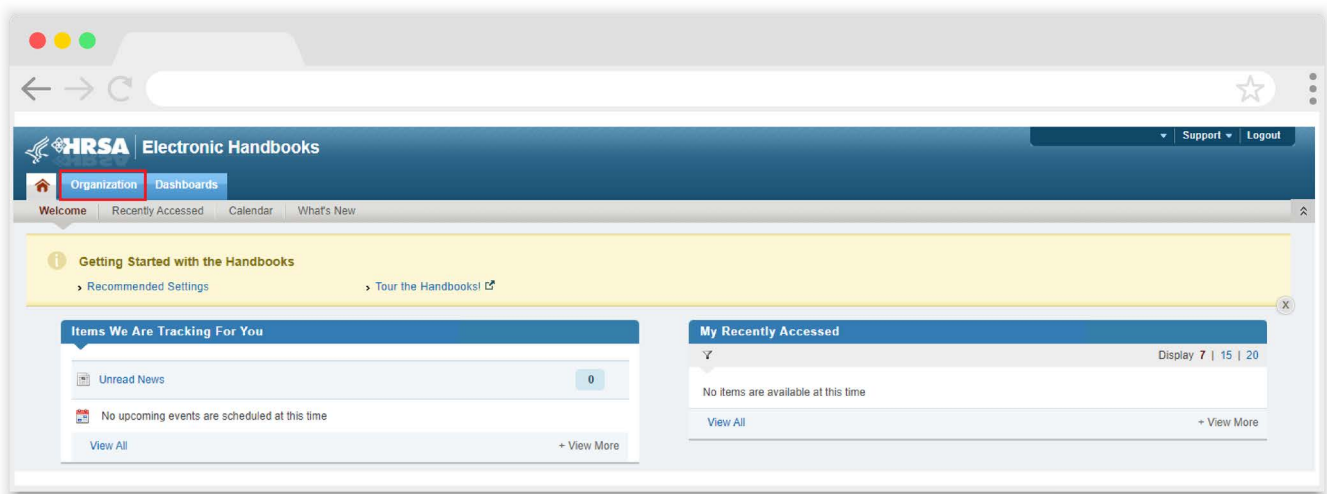 HRSA Electronic Handbooks
Support Logout
Organization Dashboards
Welcome Recently Accessed Calendar What's New
Getting Started with the Handbooks
Recommended Settings Tour the Handbooks!
Items We Are Tracking For You
Unread News 0
No upcoming events are scheduled at this time
View All + View More
My Recently Accessed
Display 7 | 15 | 20
No items are available at this time
View All + View More